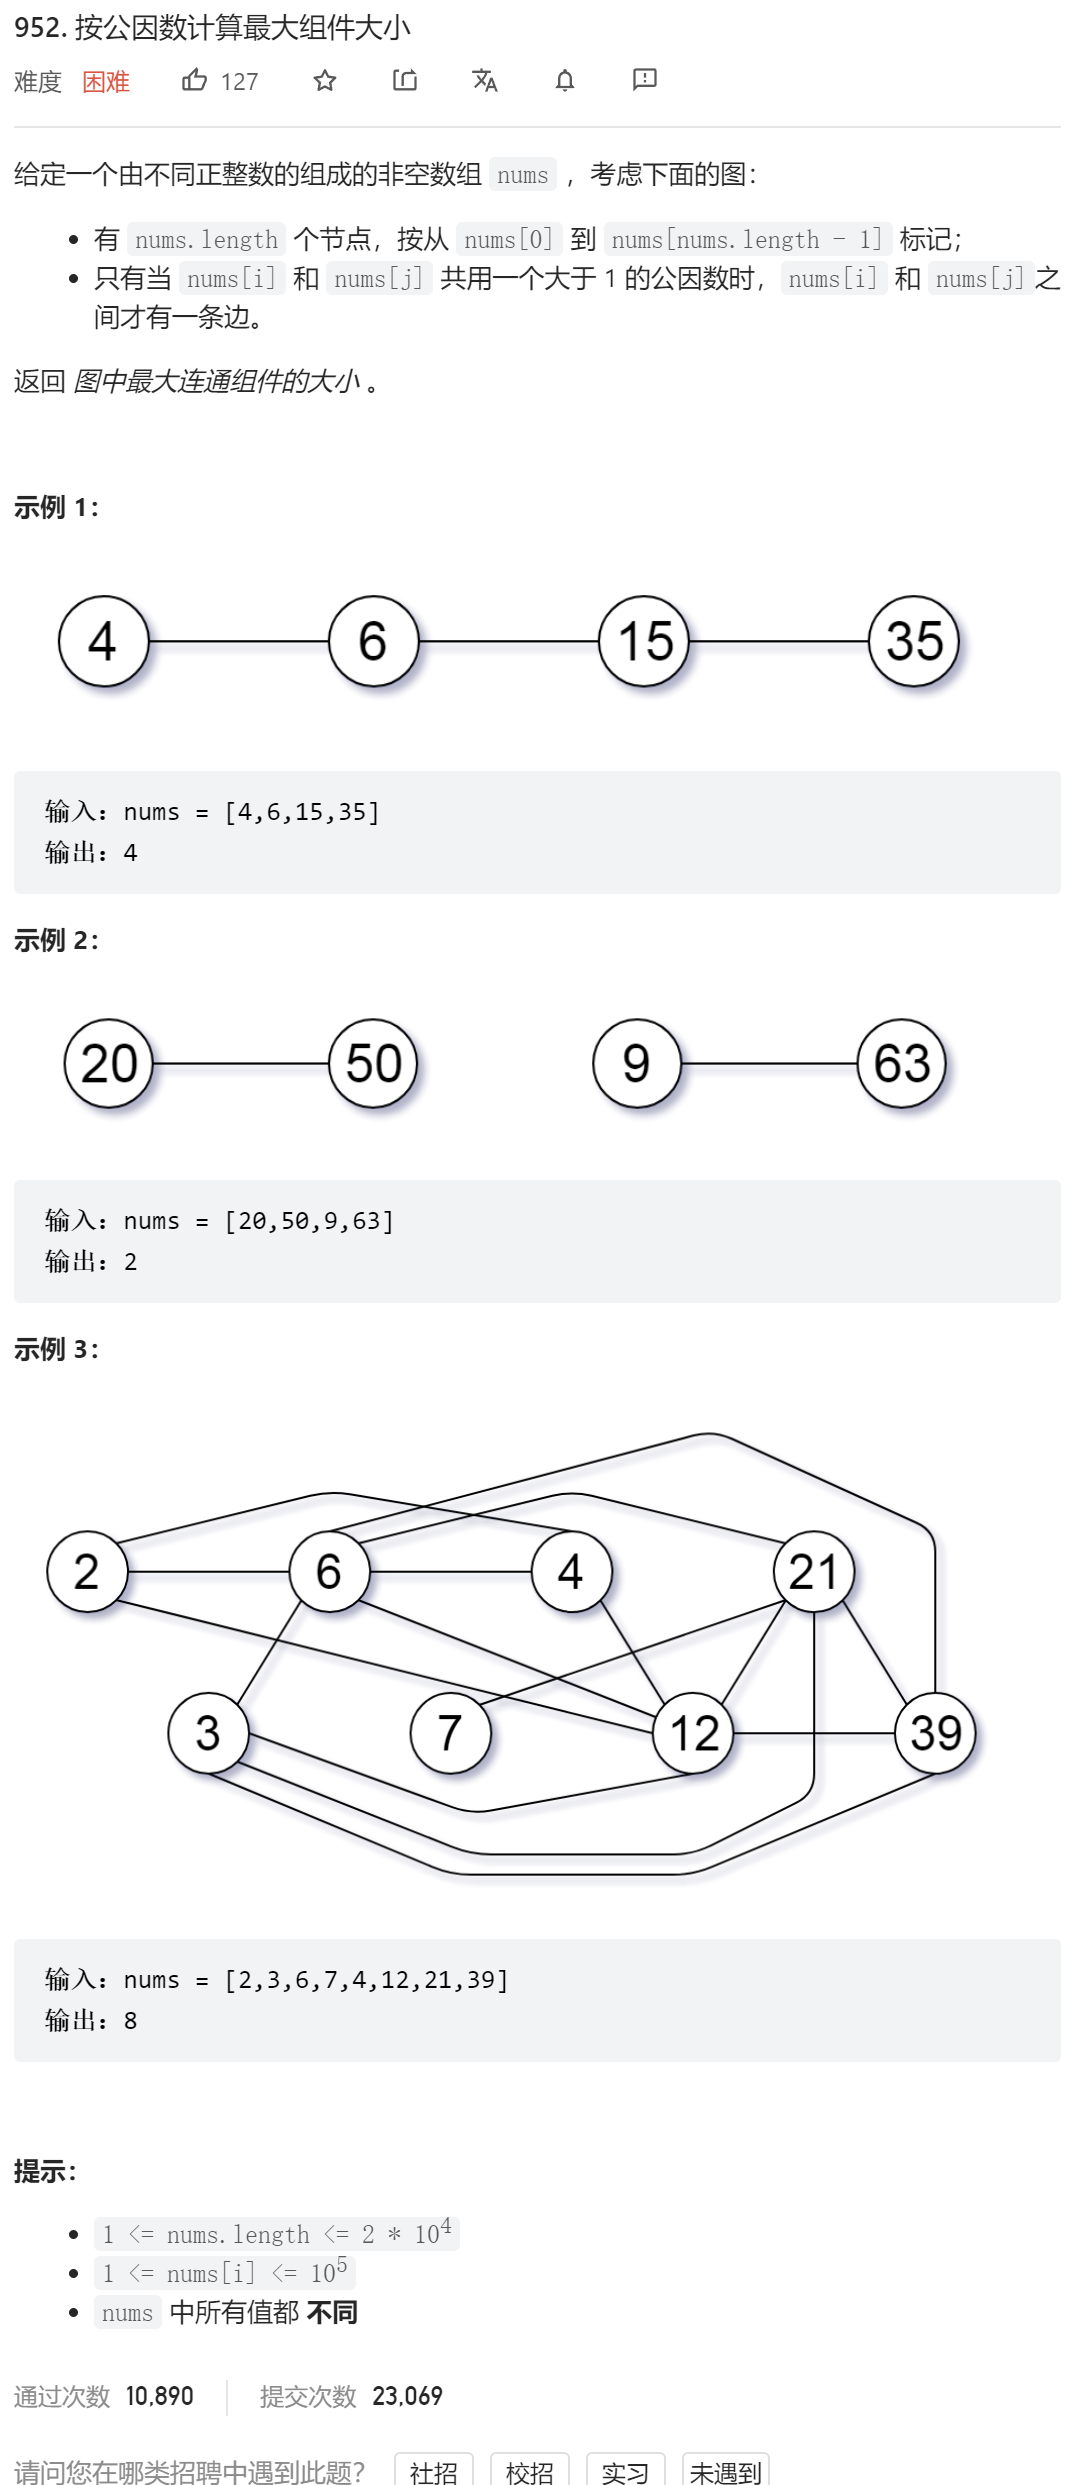 952. 按公因数计算最大组件大小
难度 困难 127
给定一个由不同正整数的组成的非空数组 nums ，考虑下面的图：
• 有 nums.length 个节点，按从 nums[0] 到 nums[nums.length - 1] 标记；
• 只有当 nums[i] 和 nums[j] 共用一个大于 1 的公因数时，nums[i] 和 nums[j]之
间才有一条边。
返回 图中最大连通组件的大小 。
示例 1：
4 6 15 35
输入：nums = [4,6,15,35]
输出：4
示例 2：
20 50 9 63
输入：nums = [20,50,9,63]
输出：2
示例 3：
2 6 4 21
3 7 12 39
输入：nums = [2,3,6,7,4,12,21,39]
输出：8
提示：
• 1 <= nums.length <= 2 * 10⁴
• 1 <= nums[i] <= 10⁵
• nums 中所有值都 不同
通过次数 10,890 提交次数 23,069
请问您在哪类招聘中遇到此题？ 社招 校招 实习 未遇到